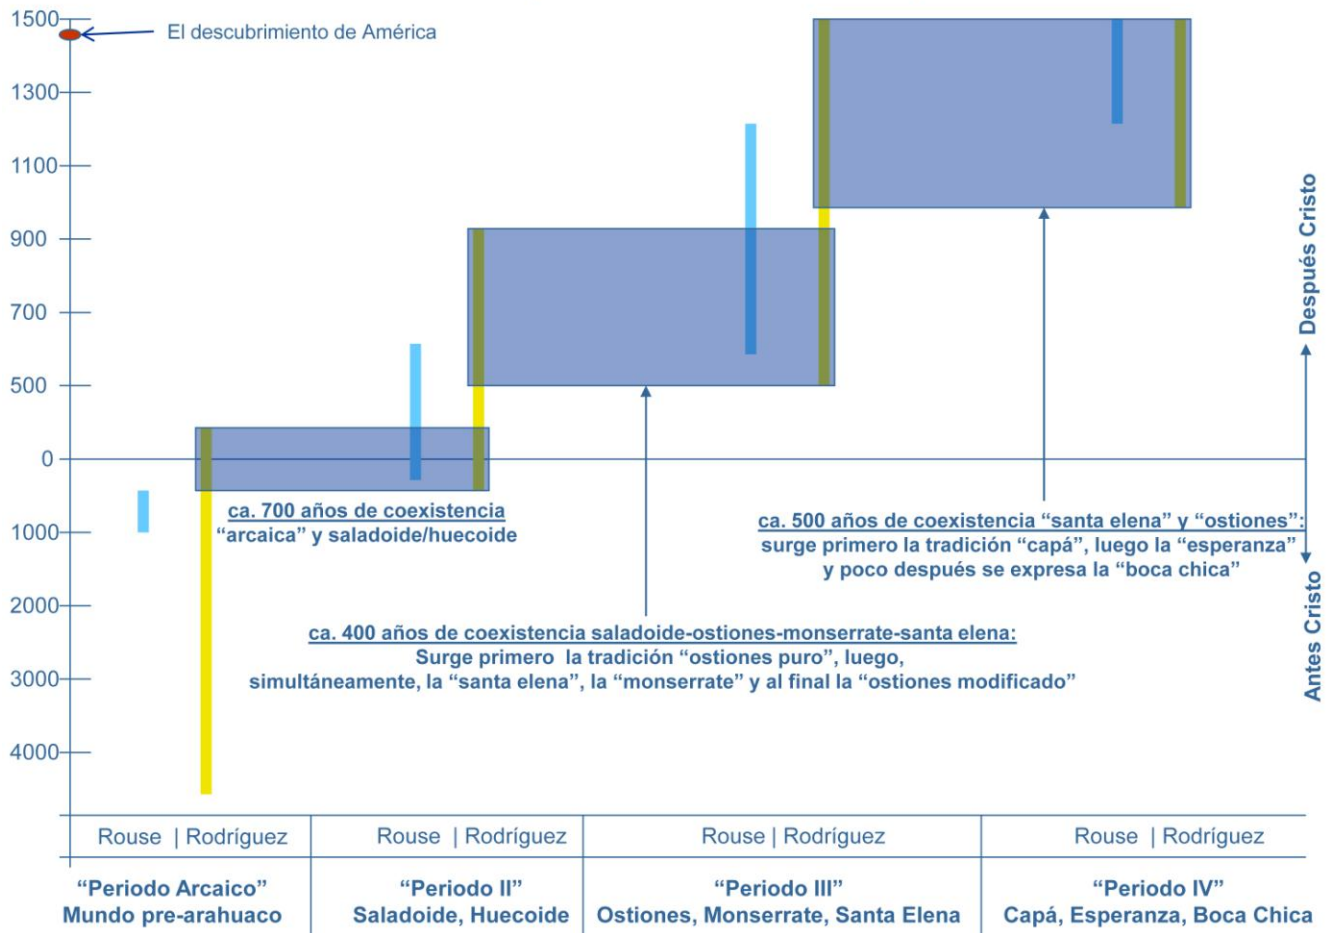 1500
El descubrimiento de América
1300
1100
900
700
500
0
1000
2000
3000
4000
Después Cristo
Antes Cristo
ca. 700 años de coexistencia
“arcaica” y saladoide/huecoide
ca. 500 años de coexistencia “santa elena” y “ostiones”:
surge primero la tradición “capá”, luego la “esperanza”
y poco después se expresa la “boca chica”
ca. 400 años de coexistencia saladoide-ostiones-monserrate-santa elena:
Surge primero la tradición “ostiones puro”, luego,
simultáneamente, la “santa elena”, la “monserrate” y al final la “ostiones modificado”
Rouse | Rodríguez
Rouse | Rodríguez
Rouse | Rodríguez
Rouse | Rodríguez
“Periodo Arcaico”
Mundo pre-arahuaco
“Periodo II”
Saladoide, Huecoide
“Periodo III”
Ostiones, Monserrate, Santa Elena
“Periodo IV”
Capá, Esperanza, Boca Chica